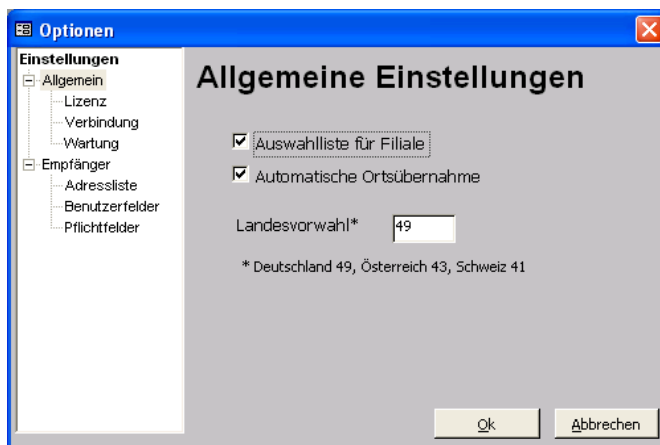 Optionen
Einstellungen
Allgemein
Lizenz
Verbindung
Wartung
Empfänger
Adressliste
Benutzerfelder
Pflichtfelder
Allgemeine Einstellungen
Auswahlliste für Filiale
Automatische Ortsübernahme
Landesvorwahl* 49
* Deutschland 49, Österreich 43, Schweiz 41
Ok Abbrechen